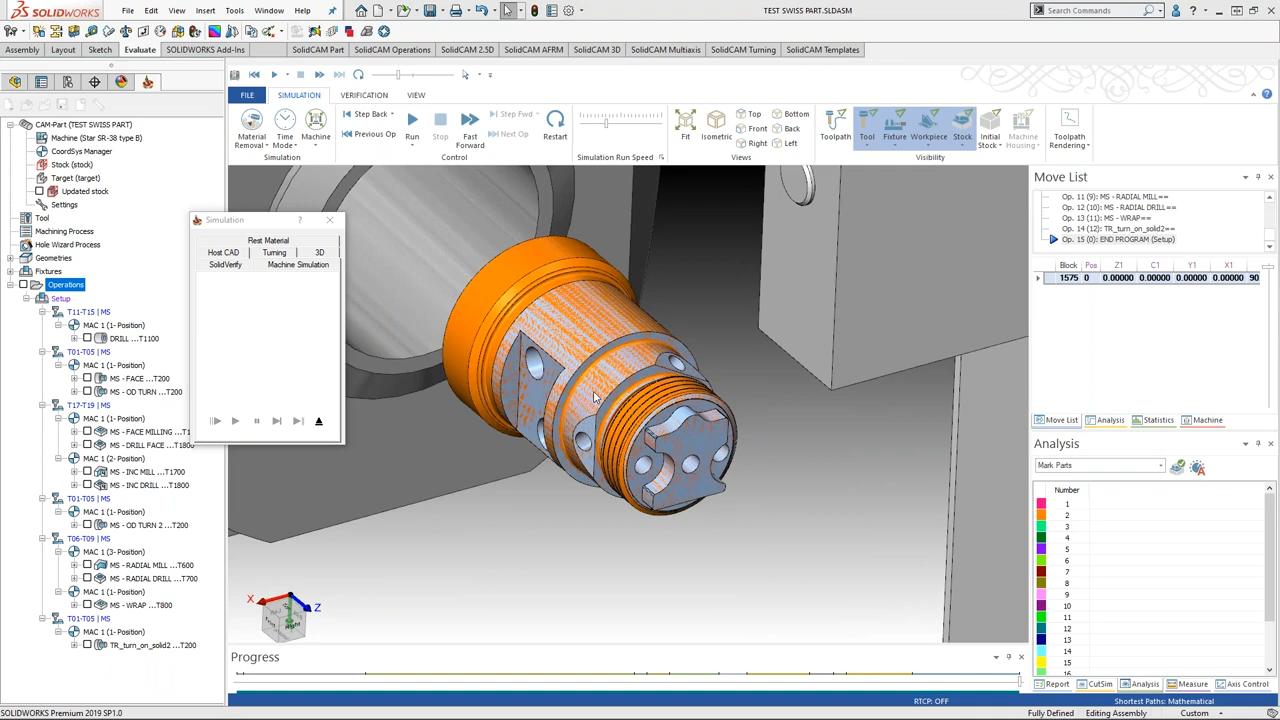 SOLIDWORKS
File Edit View Insert Tools Window Help
TEST SWISS PART.SLDASM
Search Commands
Assembly Layout Sketch Evaluate SOLIDWORKS Add-Ins SolidCAM Part SolidCAM Operations SolidCAM 2.5D SolidCAM AFRM SolidCAM 3D SolidCAM Multiaxis SolidCAM Turning SolidCAM Templates
CAM-Part (TEST SWISS PART)
Machine (Star SR-38 type B)
CoordSys Manager
Stock (stock)
Target (target)
Updated stock
Settings
Tool
Machining Process
Hole Wizard Process
Geometries
Fixtures
Operations
Setup
T11-T15 | MS
MAC 1 (1- Position)
DRILL ...T1100
T01-T05 | MS
MAC 1 (1- Position)
MS - FACE ...T200
MS - OD TURN ...T200
T17-T19 | MS
MAC 1 (1- Position)
MS - FACE MILLING ...T1
MS - DRILL FACE ...T1800
MAC 1 (2- Position)
MS - INC MILL ...T1700
MS - INC DRILL ...T1800
T01-T05 | MS
MAC 1 (1- Position)
MS - OD TURN 2 ...T200
T06-T09 | MS
MAC 1 (3- Position)
MS - RADIAL MILL ...T600
MS - RADIAL DRILL ...T700
MAC 1 (1- Position)
MS - WRAP ...T800
T01-T05 | MS
MAC 1 (1- Position)
TR_turn_on_solid2 ...T200
FILE SIMULATION VERIFICATION VIEW
Material Removal
Time Mode
Machine
Simulation
Step Back
Previous Op
Run
Stop
Fast Forward
Step Fwd
Next Op
Restart
Control
Simulation Run Speed
Fit
Isometric
Top
Front
Right
Bottom
Back
Left
Views
Toolpath
Tool
Fixture
Workpiece
Stock
Initial Stock
Machine Housing
Visibility
Toolpath Rendering
Simulation
?
Rest Material
Host CAD Turning 3D
SolidVerify Machine Simulation
X
Z
Right
Move List
Op. 11 (9): MS - RADIAL MILL==
Op. 12 (10): MS - RADIAL DRILL==
Op. 13 (11): MS - WRAP==
Op. 14 (12): TR_turn_on_solid2==
Op. 15 (0): END PROGRAM (Setup)
Block Pos Z1 C1 Y1 X1
1575 0 0.00000 0.00000 0.00000 0.00000 90
Move List Analysis Statistics Machine
Analysis
Mark Parts
Number
1
2
3
4
5
6
7
8
9
10
11
12
13
14
15
Report CutSim Analysis Measure Axis Control
Progress
RTCP: OFF
Shortest Paths: Mathematical
SOLIDWORKS Premium 2019 SP1.0
Fully Defined Editing Assembly Custom